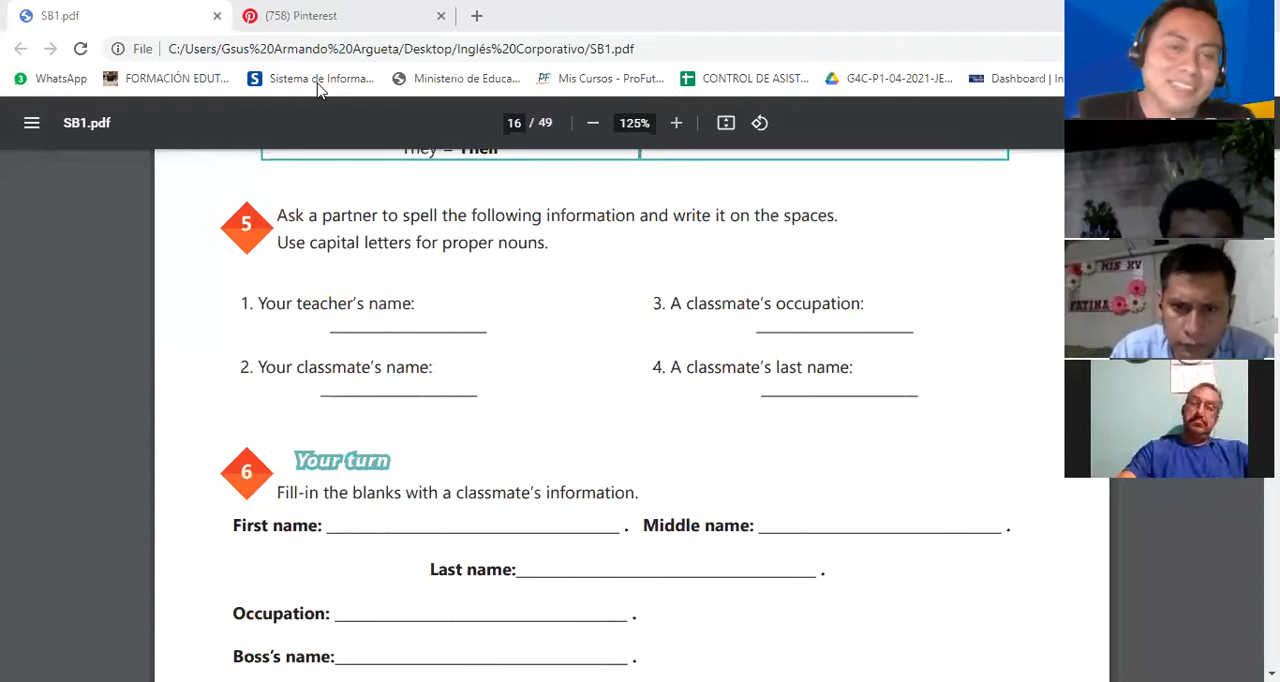 SB1.pdf
(758) Pinterest
File C:/Users/Gsus%20Armando%20Argueta/Desktop/Inglés%20Corporativo/SB1.pdf
WhatsApp FORMACIÓN EDUT... Sistema de Informa... Ministerio de Educa... Mis Cursos - ProFut... CONTROL DE ASIST... G4C-P1-04-2021-JE... Dashboard | In
SB1.pdf 16 / 49 125%
They = Their
5 Ask a partner to spell the following information and write it on the spaces.
Use capital letters for proper nouns.
1. Your teacher's name: 3. A classmate's occupation:
2. Your classmate's name: 4. A classmate's last name:
6 Your turn
Fill-in the blanks with a classmate's information.
First name: . Middle name: .
Last name: .
Occupation: .
Boss's name: .
MIS XV
FATIMA